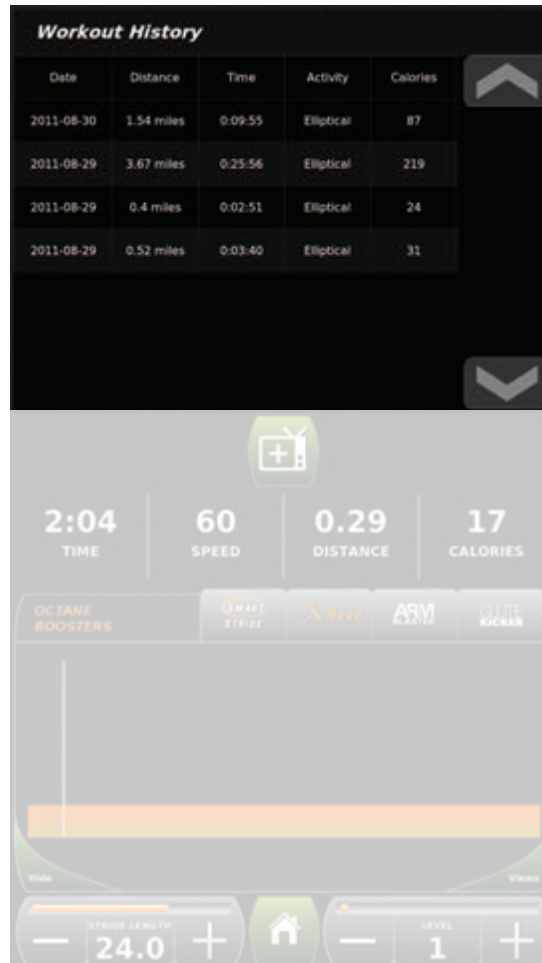 Workout History
Date Distance Time Activity Calories
2011-08-30 1.54 miles 0:09:55 Elliptical 87
2011-08-29 3.67 miles 0:25:56 Elliptical 219
2011-08-29 0.4 miles 0:02:51 Elliptical 24
2011-08-29 0.52 miles 0:03:40 Elliptical 31
2:04 60 0.29 17
TIME SPEED DISTANCE CALORIES
OCTANE
BOOSTERS
SMART
STRIDE
X-Mode
ARM
BLASTER
GLUTE
KICKER
Hide Views
STRIDE LENGTH LEVEL
24.0 1